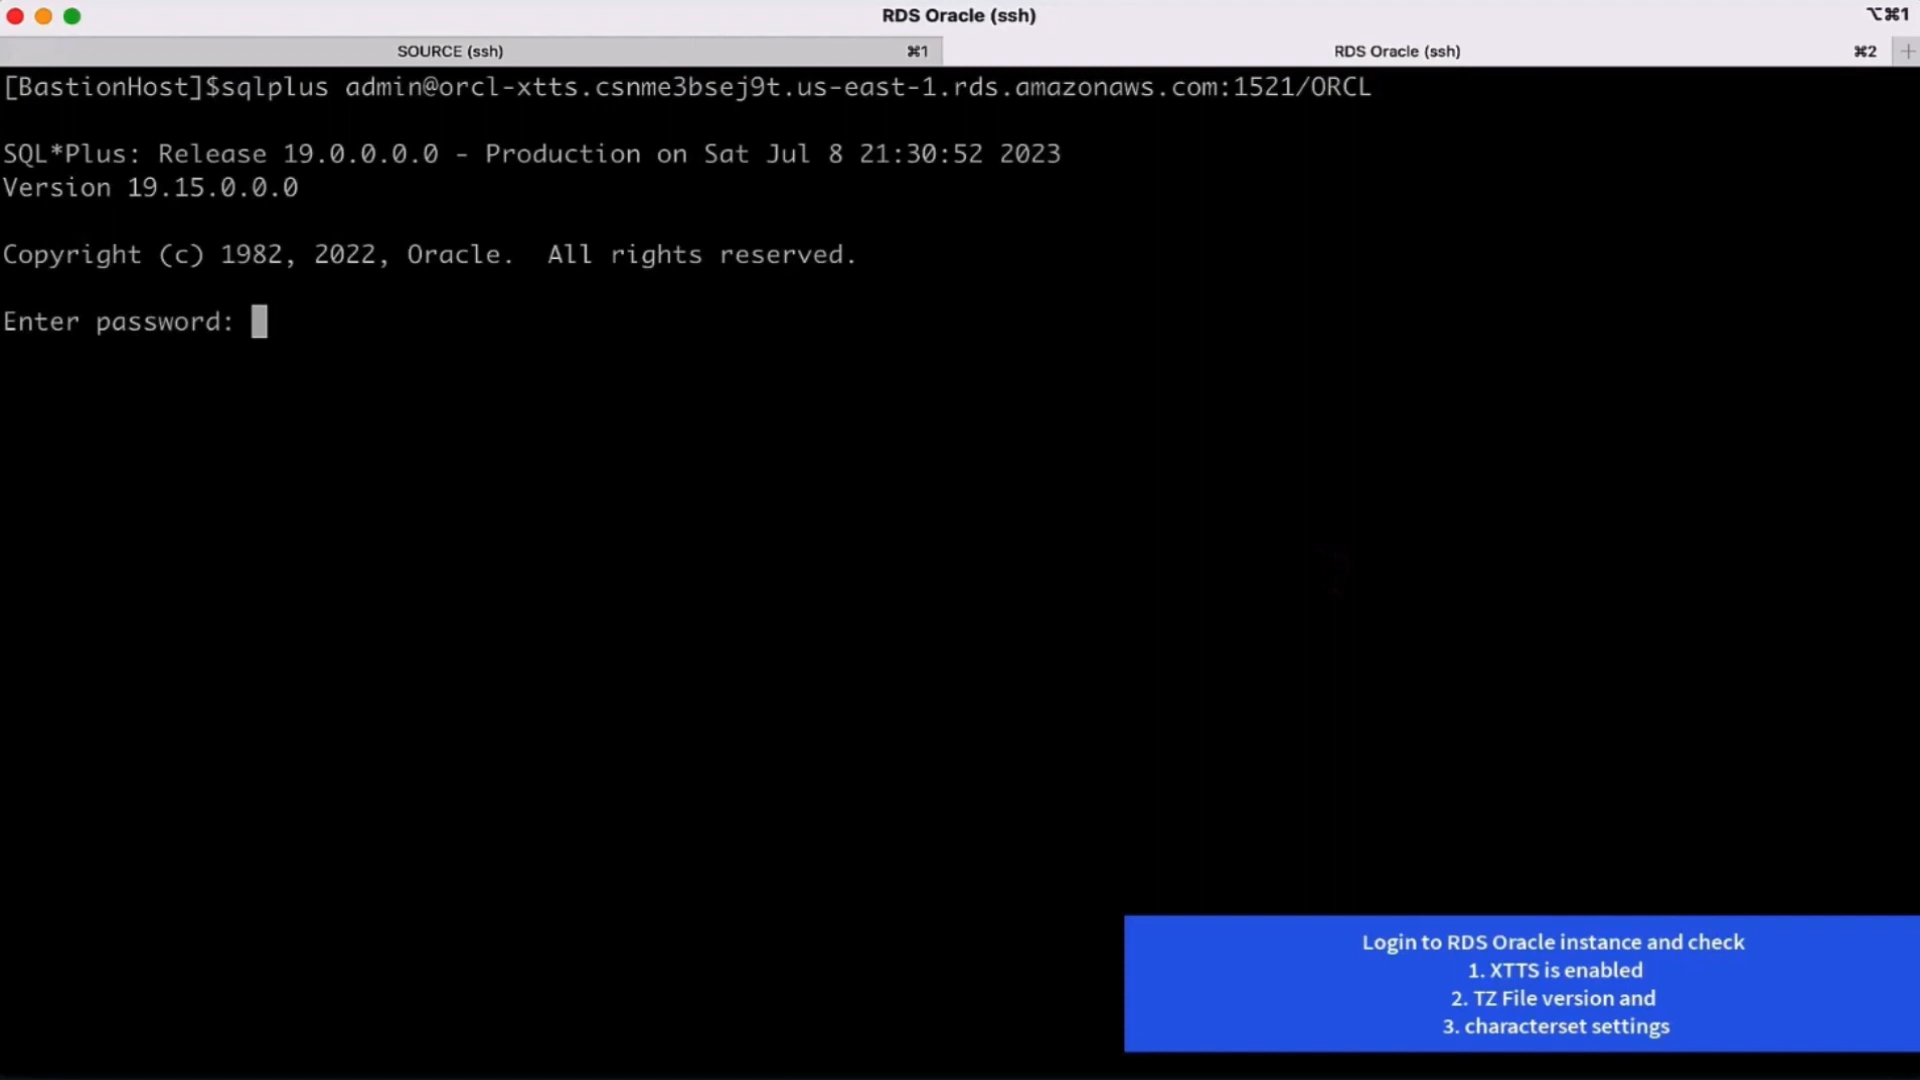 RDS Oracle (ssh)
⌥⌘1
SOURCE (ssh)
⌘1
RDS Oracle (ssh)
⌘2
+
[BastionHost]$sqlplus admin@orcl-xtts.csnme3bsej9t.us-east-1.rds.amazonaws.com:1521/ORCL
SQL*Plus: Release 19.0.0.0.0 - Production on Sat Jul 8 21:30:52 2023
Version 19.15.0.0.0
Copyright (c) 1982, 2022, Oracle.  All rights reserved.
Enter password:
Login to RDS Oracle instance and check
1. XTTS is enabled
2. TZ File version and
3. characterset settings